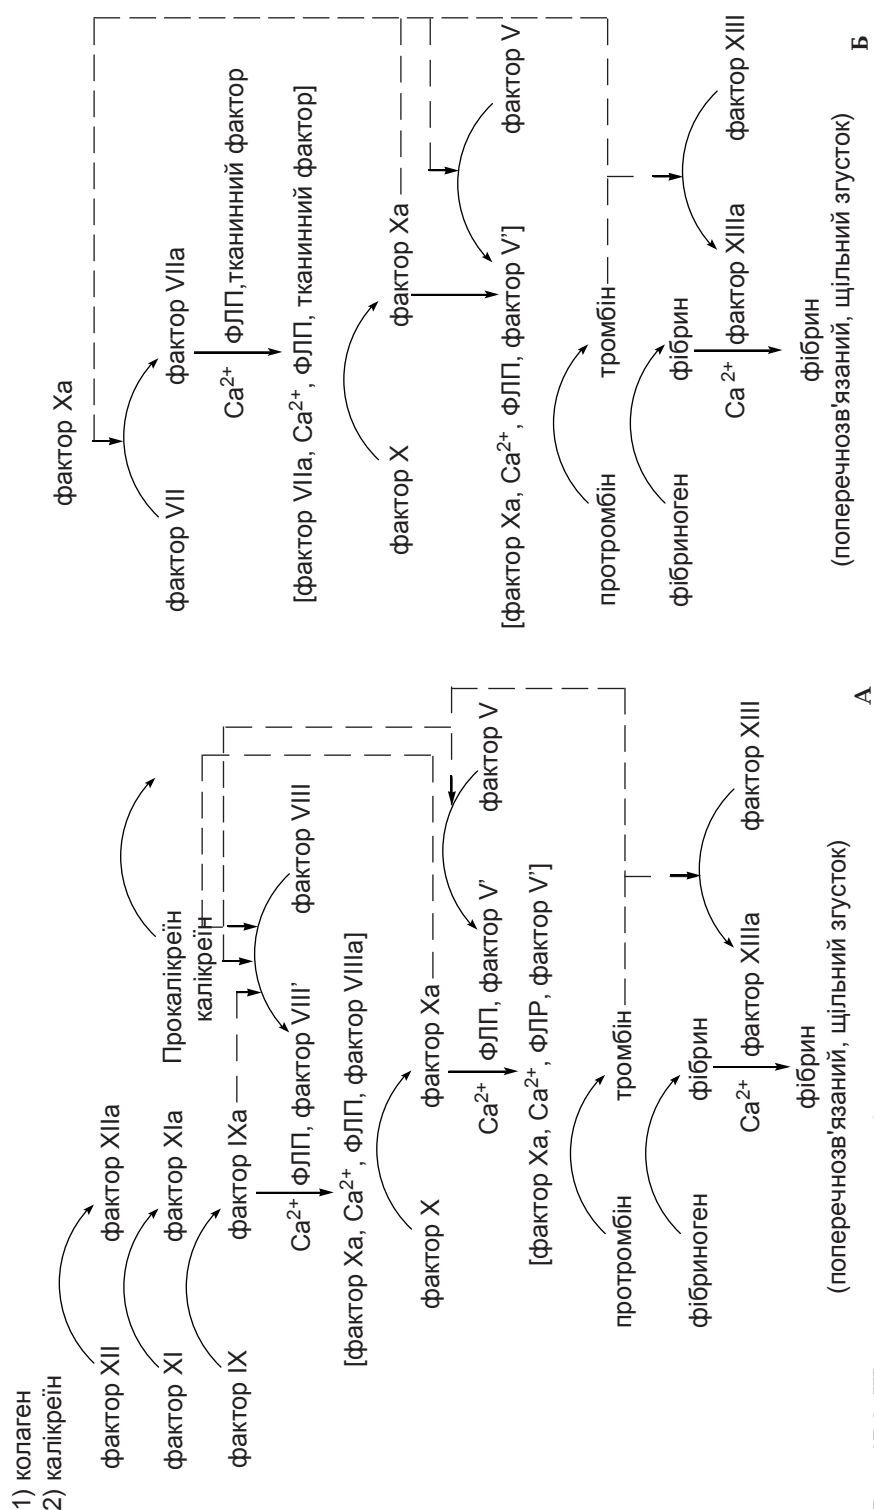 1) колаген
2) калікреїн
фактор XII
фактор XIIa
фактор XI
фактор XIa
Прокалікреїн
калікреїн
фактор IX
фактор IXa
Ca2+ ФЛП, фактор VIII'
фактор VIII
[фактор Xa, Ca2+, ФЛП, фактор VIIIa]
фактор X
фактор Xa
Ca2+ ФЛП, фактор V'
фактор V
[фактор Xa, Ca2+, ФЛР, фактор V']
протромбін
тромбін
фібриноген
фібрин
Ca2+ фактор XIIIa
фактор XIII
фібрин
(поперечнозв'язаний, щільний згусток)
А
фактор Xa
фактор VII
фактор VIIa
Ca2+ ФЛП,тканинний фактор
[фактор VIIa, Ca2+, ФЛП, тканинний фактор]
фактор X
фактор Xa
фактор V
[фактор Xa, Ca2+, ФЛП, фактор V']
протромбін
тромбін
фібриноген
фібрин
Ca2+ фактор XIIIa
фактор XIII
фібрин
(поперечнозв'язаний, щільний згусток)
Б